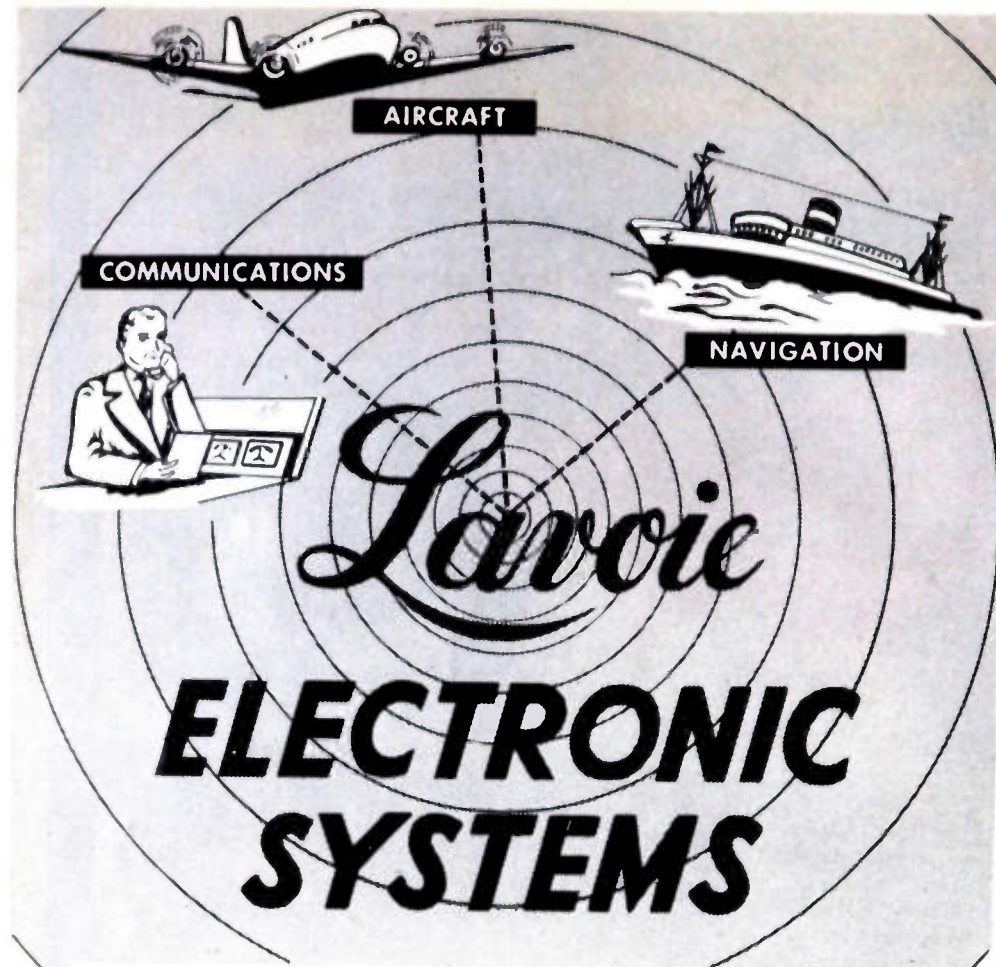 AIRCRAFT
COMMUNICATIONS
NAVIGATION
Lavoie
ELECTRONIC
SYSTEMS